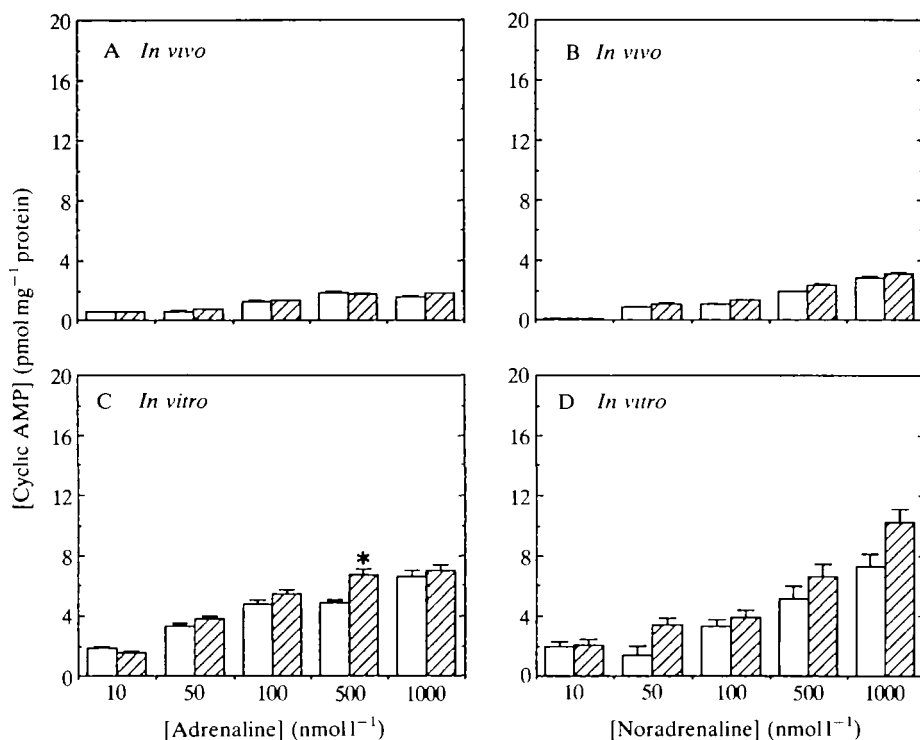 [Cyclic AMP] (pmol mg⁻¹ protein)
A In vivo
20
16
12
8
4
0
B In vivo
20
16
12
8
4
0
C In vitro
20
16
12
8
4
0
*
10 50 100 500 1000
[Adrenaline] (nmol l⁻¹)
D In vitro
20
16
12
8
4
0
10 50 100 500 1000
[Noradrenaline] (nmol l⁻¹)